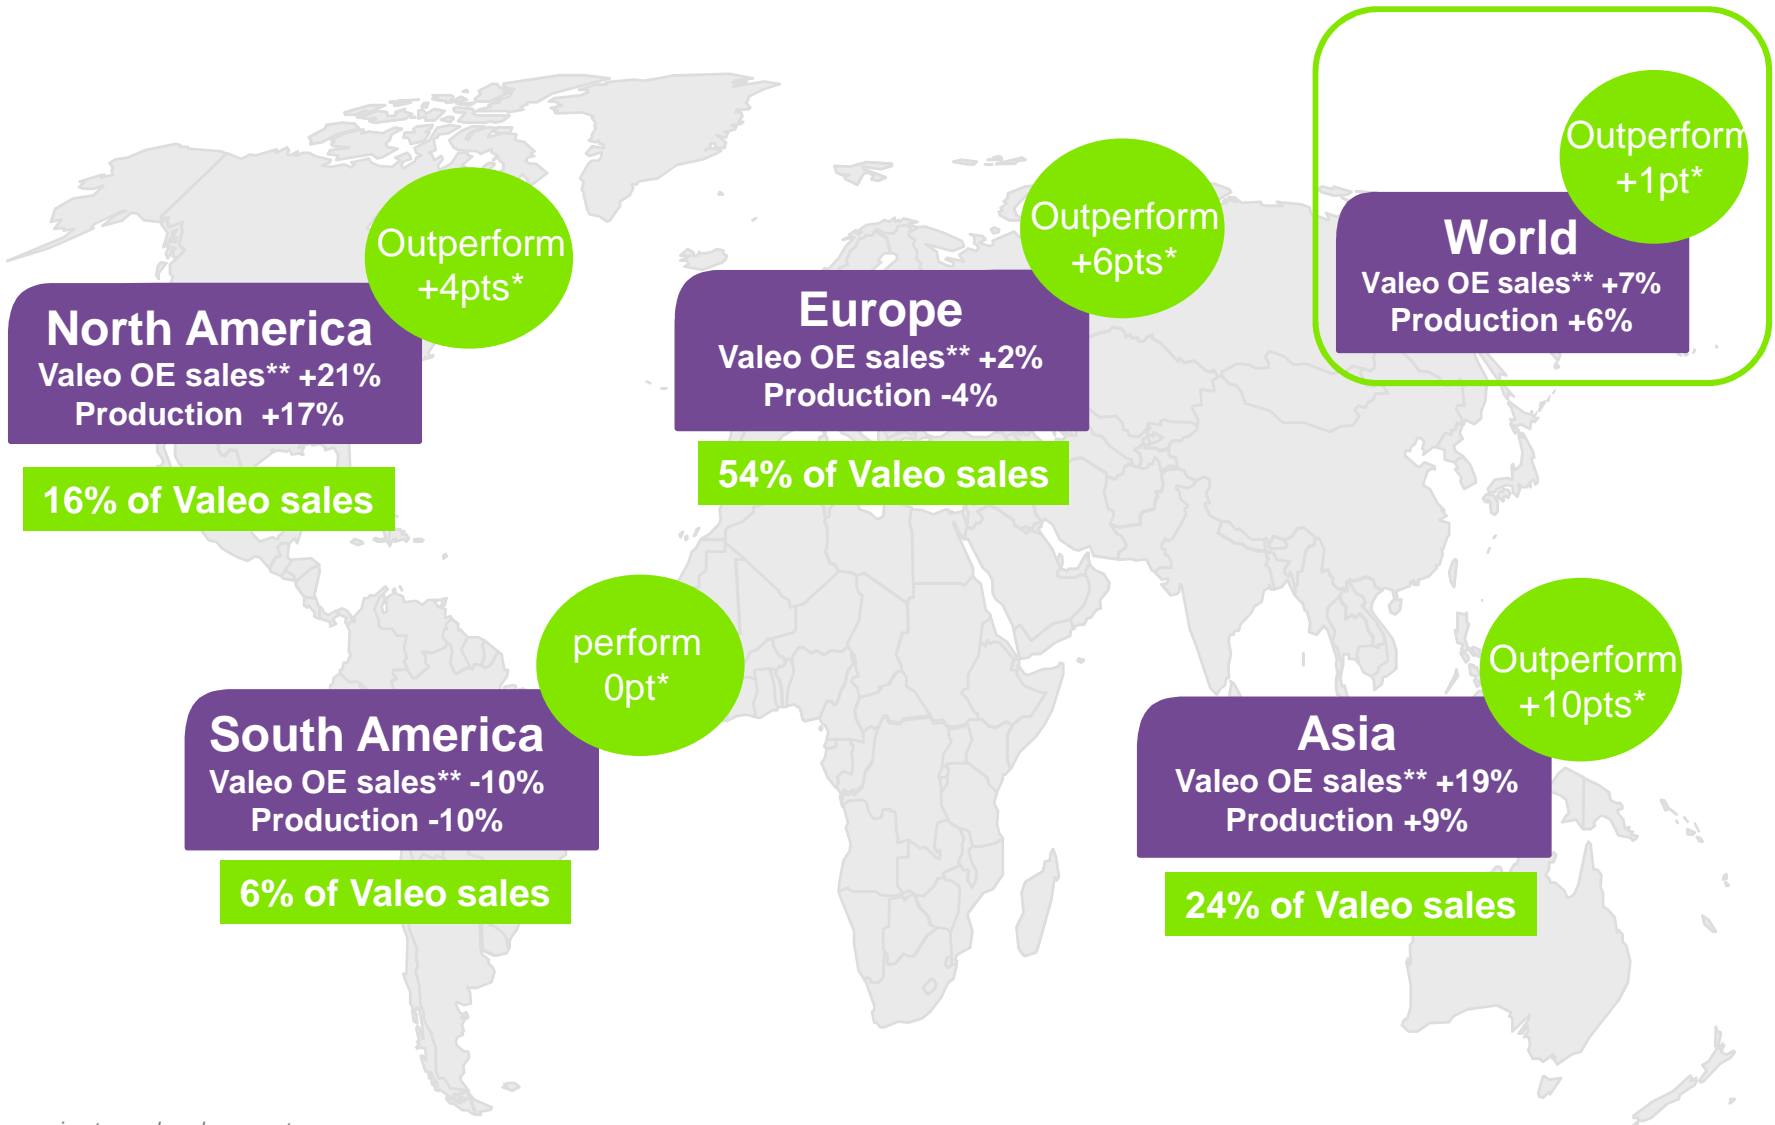 Outperform
+1pt*
World
Valeo OE sales** +7%
Production +6%
Outperform
+4pts*
North America
Valeo OE sales** +21%
Production +17%
16% of Valeo sales
Outperform
+6pts*
Europe
Valeo OE sales** +2%
Production -4%
54% of Valeo sales
perform
0pt*
South America
Valeo OE sales** -10%
Production -10%
6% of Valeo sales
Outperform
+10pts*
Asia
Valeo OE sales** +19%
Production +9%
24% of Valeo sales